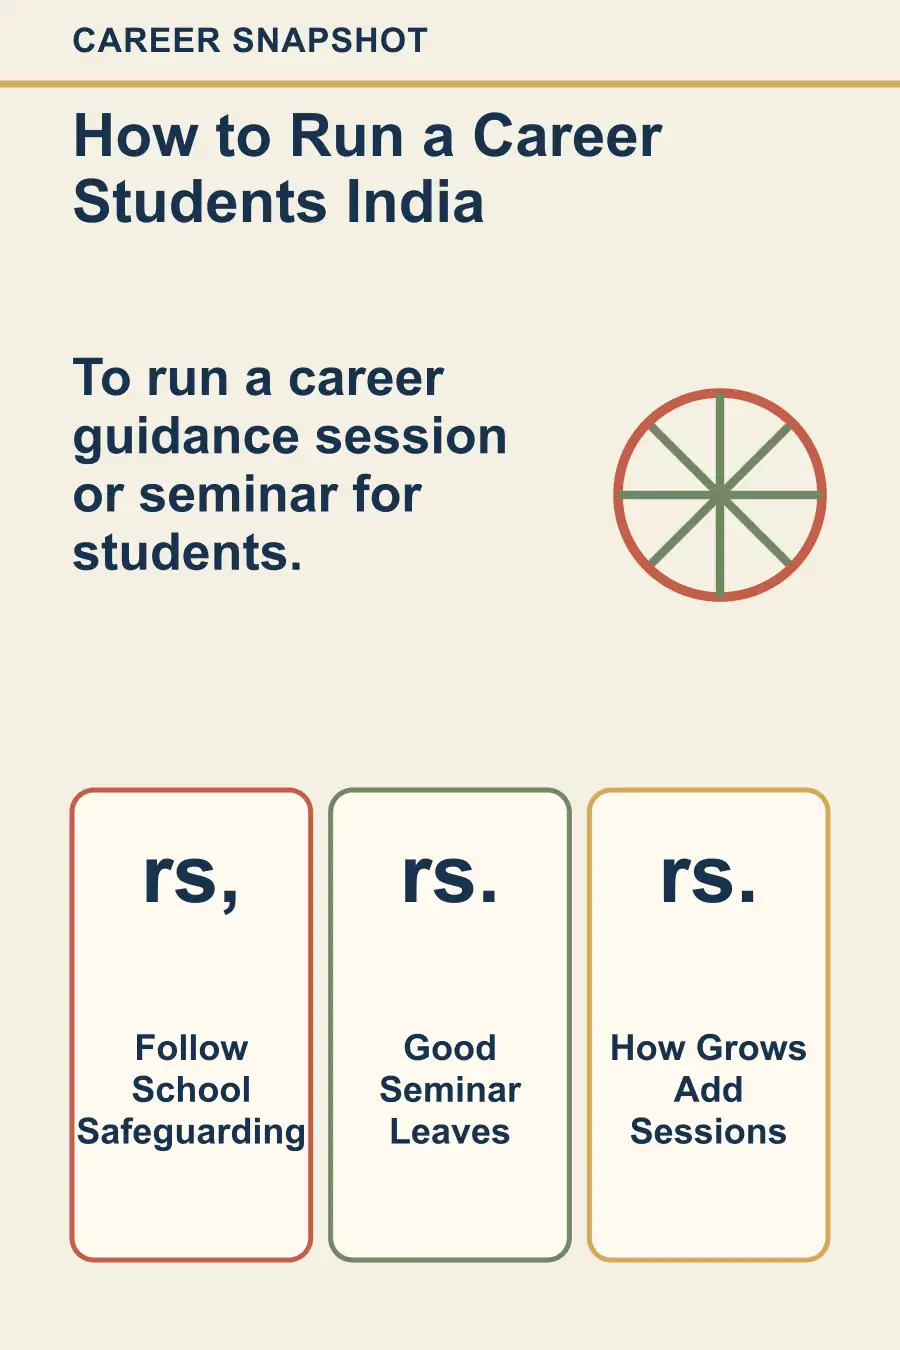 CAREER SNAPSHOT
How to Run a Career
Students India
To run a career
guidance session
or seminar for
students.
rs,
Follow
School
Safeguarding
rs.
Good
Seminar
Leaves
rs.
How Grows
Add
Sessions